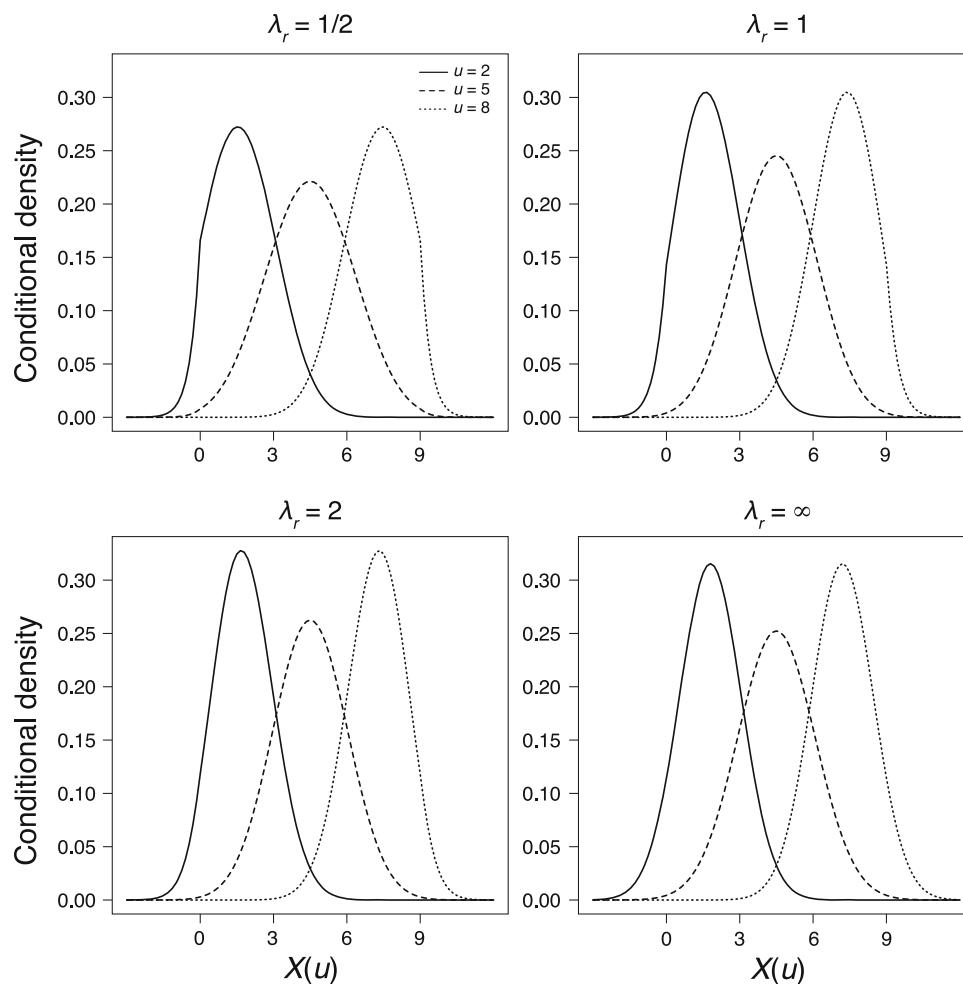 λr = 1/2
λr = 1
u = 2
u = 5
u = 8
Conditional density
0.30
0.25
0.20
0.15
0.10
0.05
0.00
0 3 6 9
0.30
0.25
0.20
0.15
0.10
0.05
0.00
0 3 6 9
λr = 2
λr = ∞
Conditional density
0.30
0.25
0.20
0.15
0.10
0.05
0.00
0 3 6 9
X(u)
0.30
0.25
0.20
0.15
0.10
0.05
0.00
0 3 6 9
X(u)